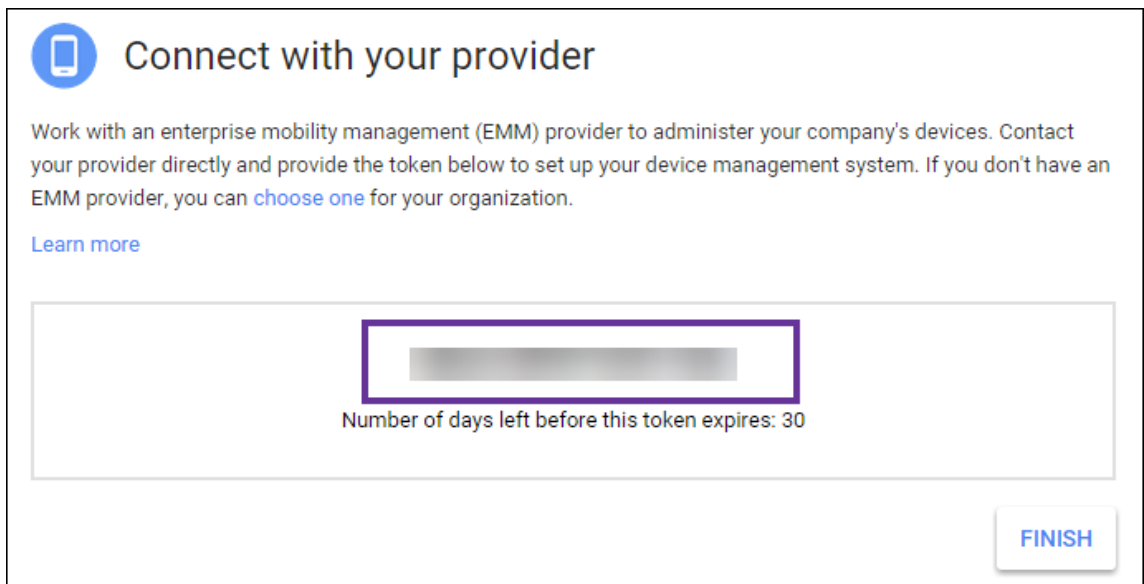 Connect with your provider
Work with an enterprise mobility management (EMM) provider to administer your company's devices. Contact
your provider directly and provide the token below to set up your device management system. If you don't have an
EMM provider, you can choose one for your organization.
Learn more
Number of days left before this token expires: 30
FINISH